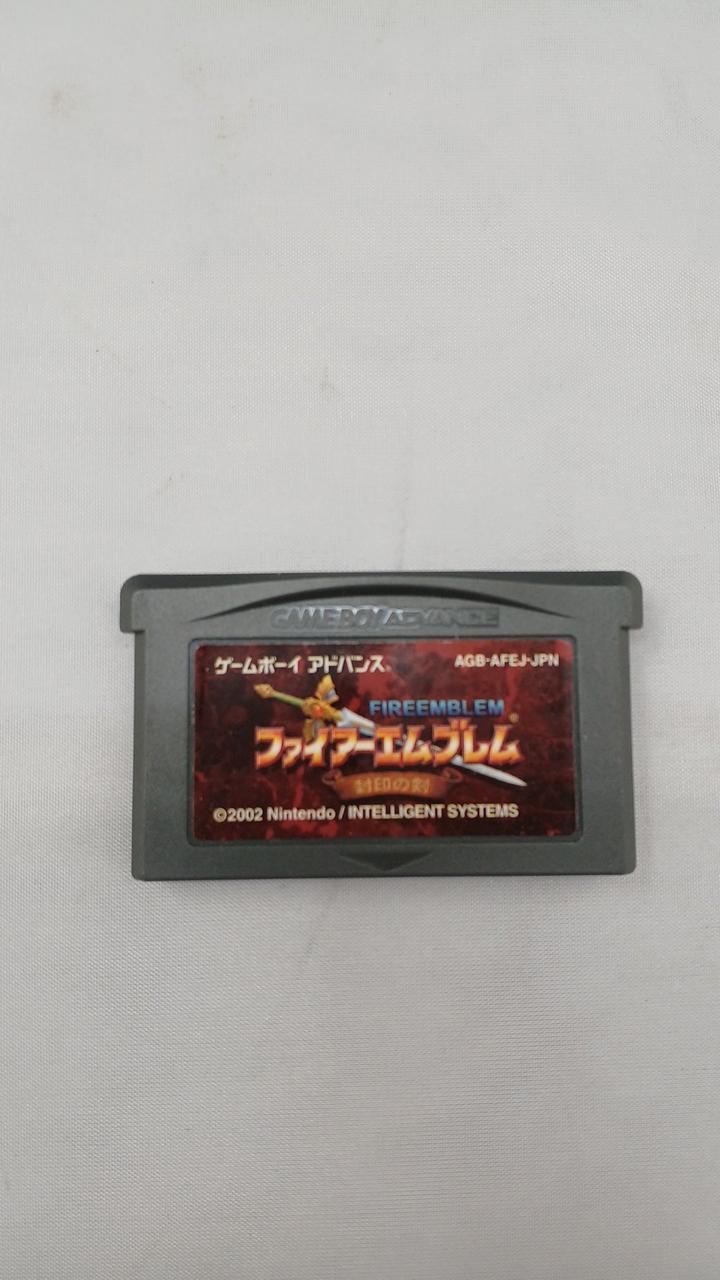 GAMEBOY ADVANCE
ゲームボーイ アドバンス
AGB-AFEJ-JPN
FIREEMBLEM
ファイアーエムブレム
封印の剣
©2002 Nintendo / INTELLIGENT SYSTEMS